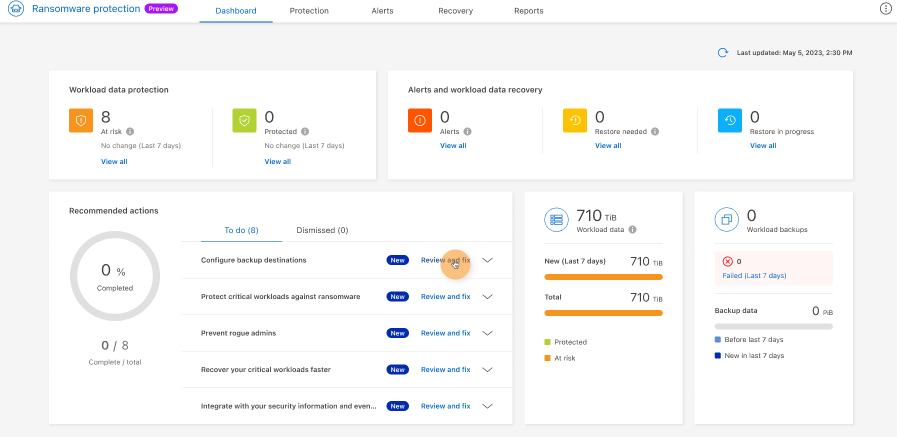 Ransomware protection Preview
Dashboard Protection Alerts Recovery Reports
Last updated: May 5, 2023, 2:30 PM
Workload data protection
8
At risk
No change (Last 7 days)
View all
0
Protected
No change (Last 7 days)
View all
Alerts and workload data recovery
0
Alerts
View all
0
Restore needed
View all
0
Restore in progress
View all
Recommended actions
0 %
Completed
0 / 8
Complete / total
To do (8) Dismissed (0)
Configure backup destinations New Review and fix
Protect critical workloads against ransomware New Review and fix
Prevent rogue admins New Review and fix
Recover your critical workloads faster New Review and fix
Integrate with your security information and even... New Review and fix
710 TiB
Workload data
New (Last 7 days) 710 TiB
Total 710 TiB
Protected
At risk
0
Workload backups
0
Failed (Last 7 days)
Backup data 0 PiB
Before last 7 days
New in last 7 days